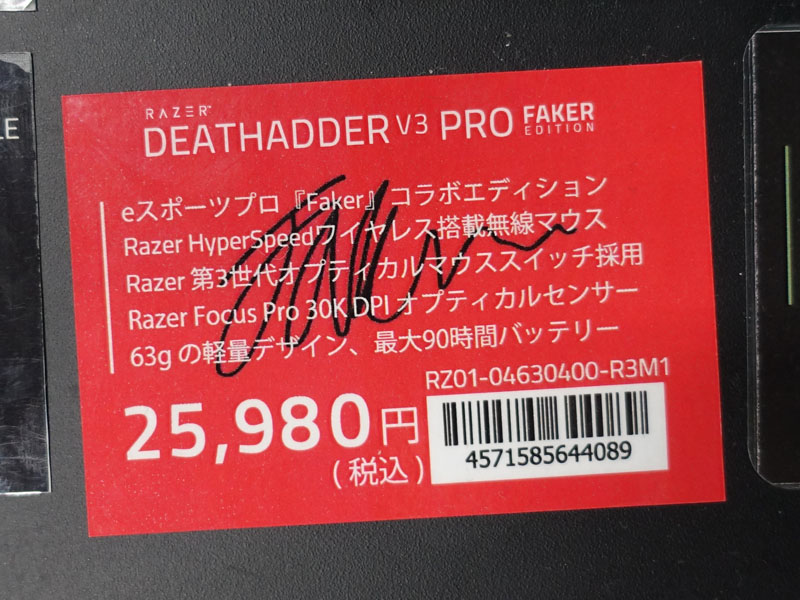 LE
RAZER™
DEATHADDER V3 PRO FAKER EDITION
eスポーツプロ『Faker』コラボエディション
Razer HyperSpeedワイヤレス搭載無線マウス
Razer 第3世代オプティカルマウススイッチ採用
Razer Focus Pro 30K DPI オプティカルセンサー
63g の軽量デザイン、最大90時間バッテリー
RZ01-04630400-R3M1
25,980円
(税込)
4571585644089